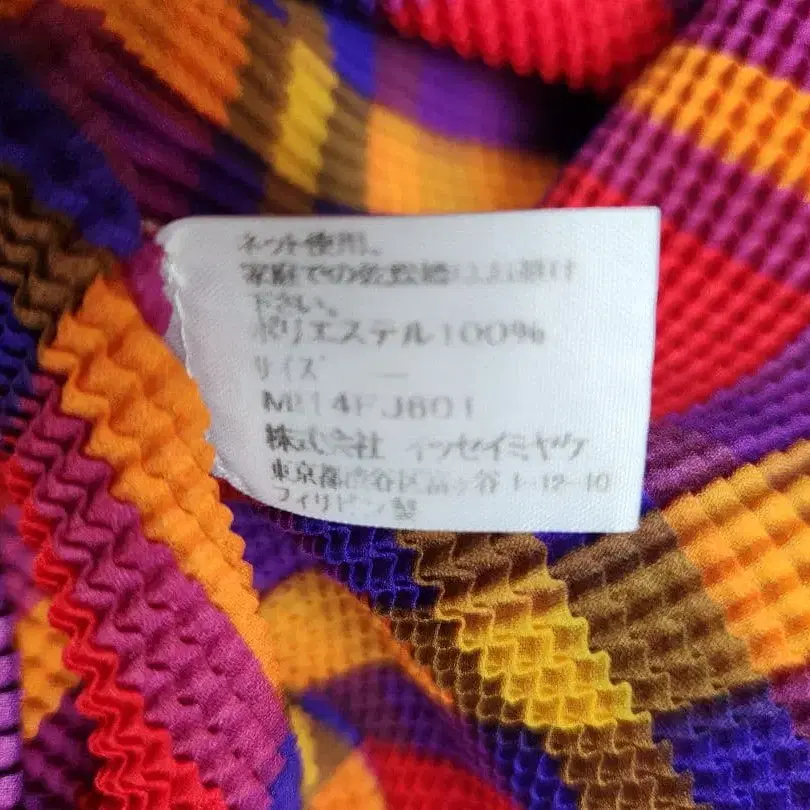 ネット使用。
家庭での乾燥機はお避け
下さい。
ポリエステル100%
サイズ ―
株式会社 イッセイミヤケ
東京都渋谷区富ヶ谷 1-12-10
フィリピン製